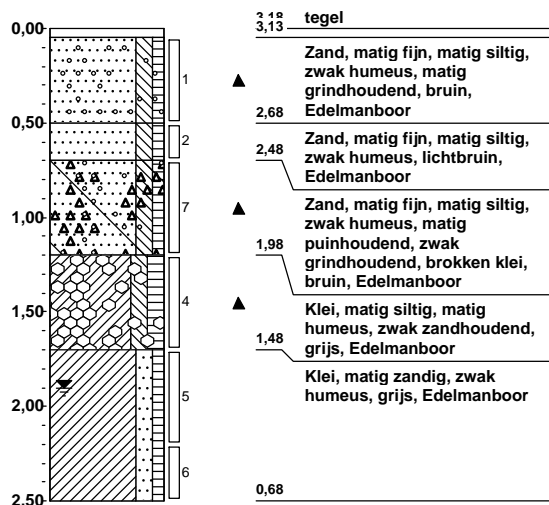 0,00
0,50
1,00
1,50
2,00
2,50
1
2
7
4
5
6
3,18 tegel
3,13
Zand, matig fijn, matig siltig,
zwak humeus, matig
grindhoudend, bruin,
Edelmanboor
2,68
Zand, matig fijn, matig siltig,
zwak humeus, lichtbruin,
Edelmanboor
2,48
Zand, matig fijn, matig siltig,
zwak humeus, matig
puinhoudend, zwak
grindhoudend, brokken klei,
bruin, Edelmanboor
1,98
Klei, matig siltig, matig
humeus, zwak zandhoudend,
grijs, Edelmanboor
1,48
Klei, matig zandig, zwak
humeus, grijs, Edelmanboor
0,68